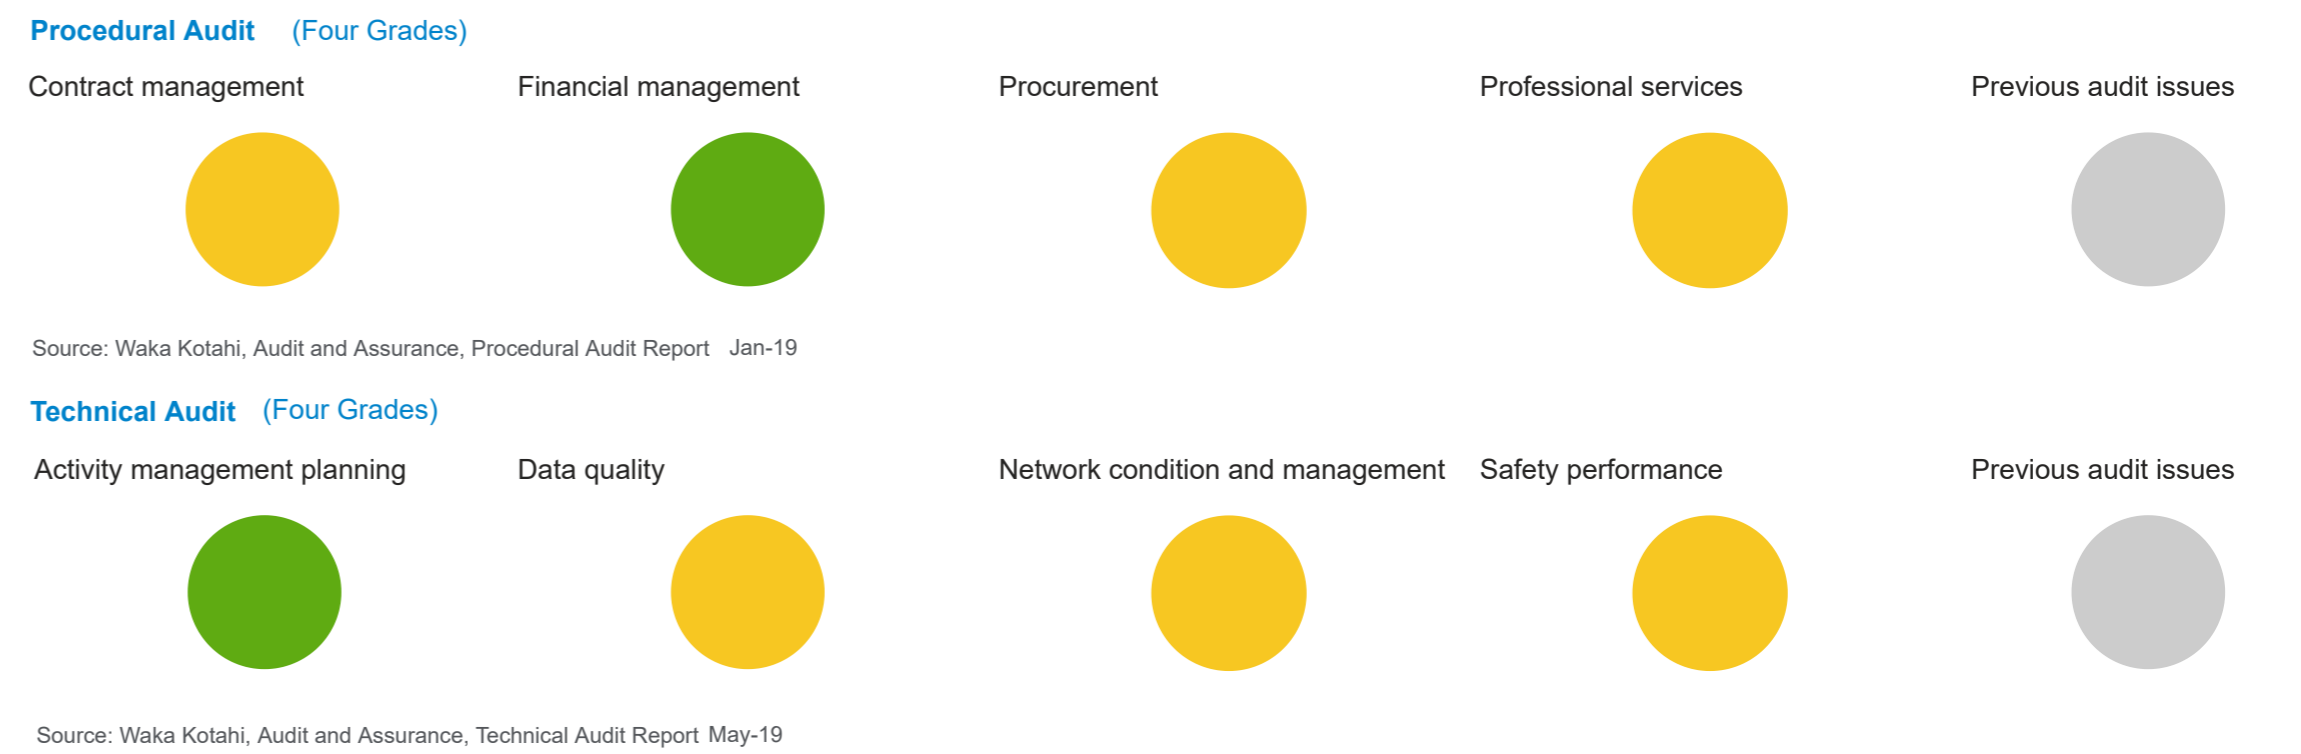 Procedural Audit (Four Grades)
Contract management Financial management Procurement Professional services Previous audit issues
Source: Waka Kotahi, Audit and Assurance, Procedural Audit Report Jan-19
Technical Audit (Four Grades)
Activity management planning Data quality Network condition and management Safety performance Previous audit issues
Source: Waka Kotahi, Audit and Assurance, Technical Audit Report May-19